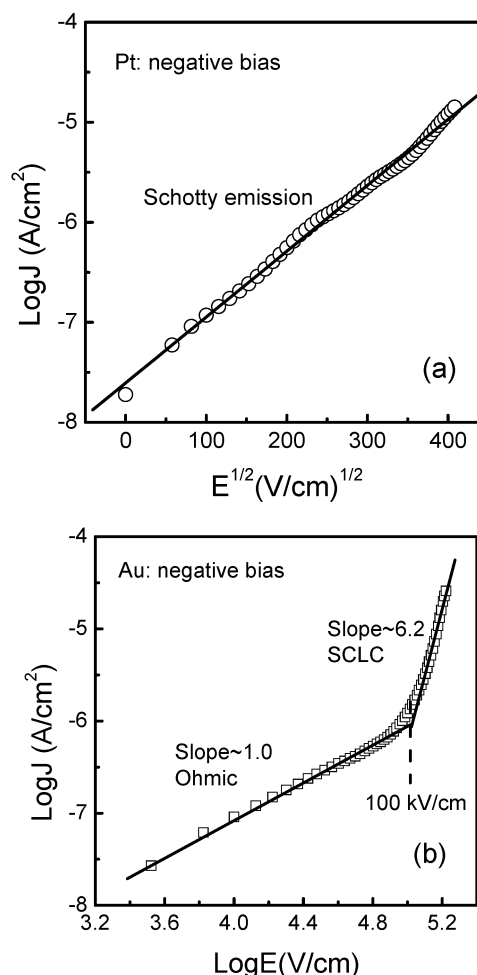 -4
Pt: negative bias
-5
Schotty emission
-6
LogJ (A/cm²)
-7
(a)
-8
0 100 200 300 400
E^1/2(V/cm)^1/2
-4
Au: negative bias
-5
Slope~6.2
SCLC
LogJ (A/cm²)
-6
Slope~1.0
Ohmic
100 kV/cm
-7
(b)
-8
3.2 3.6 4.0 4.4 4.8 5.2
LogE(V/cm)